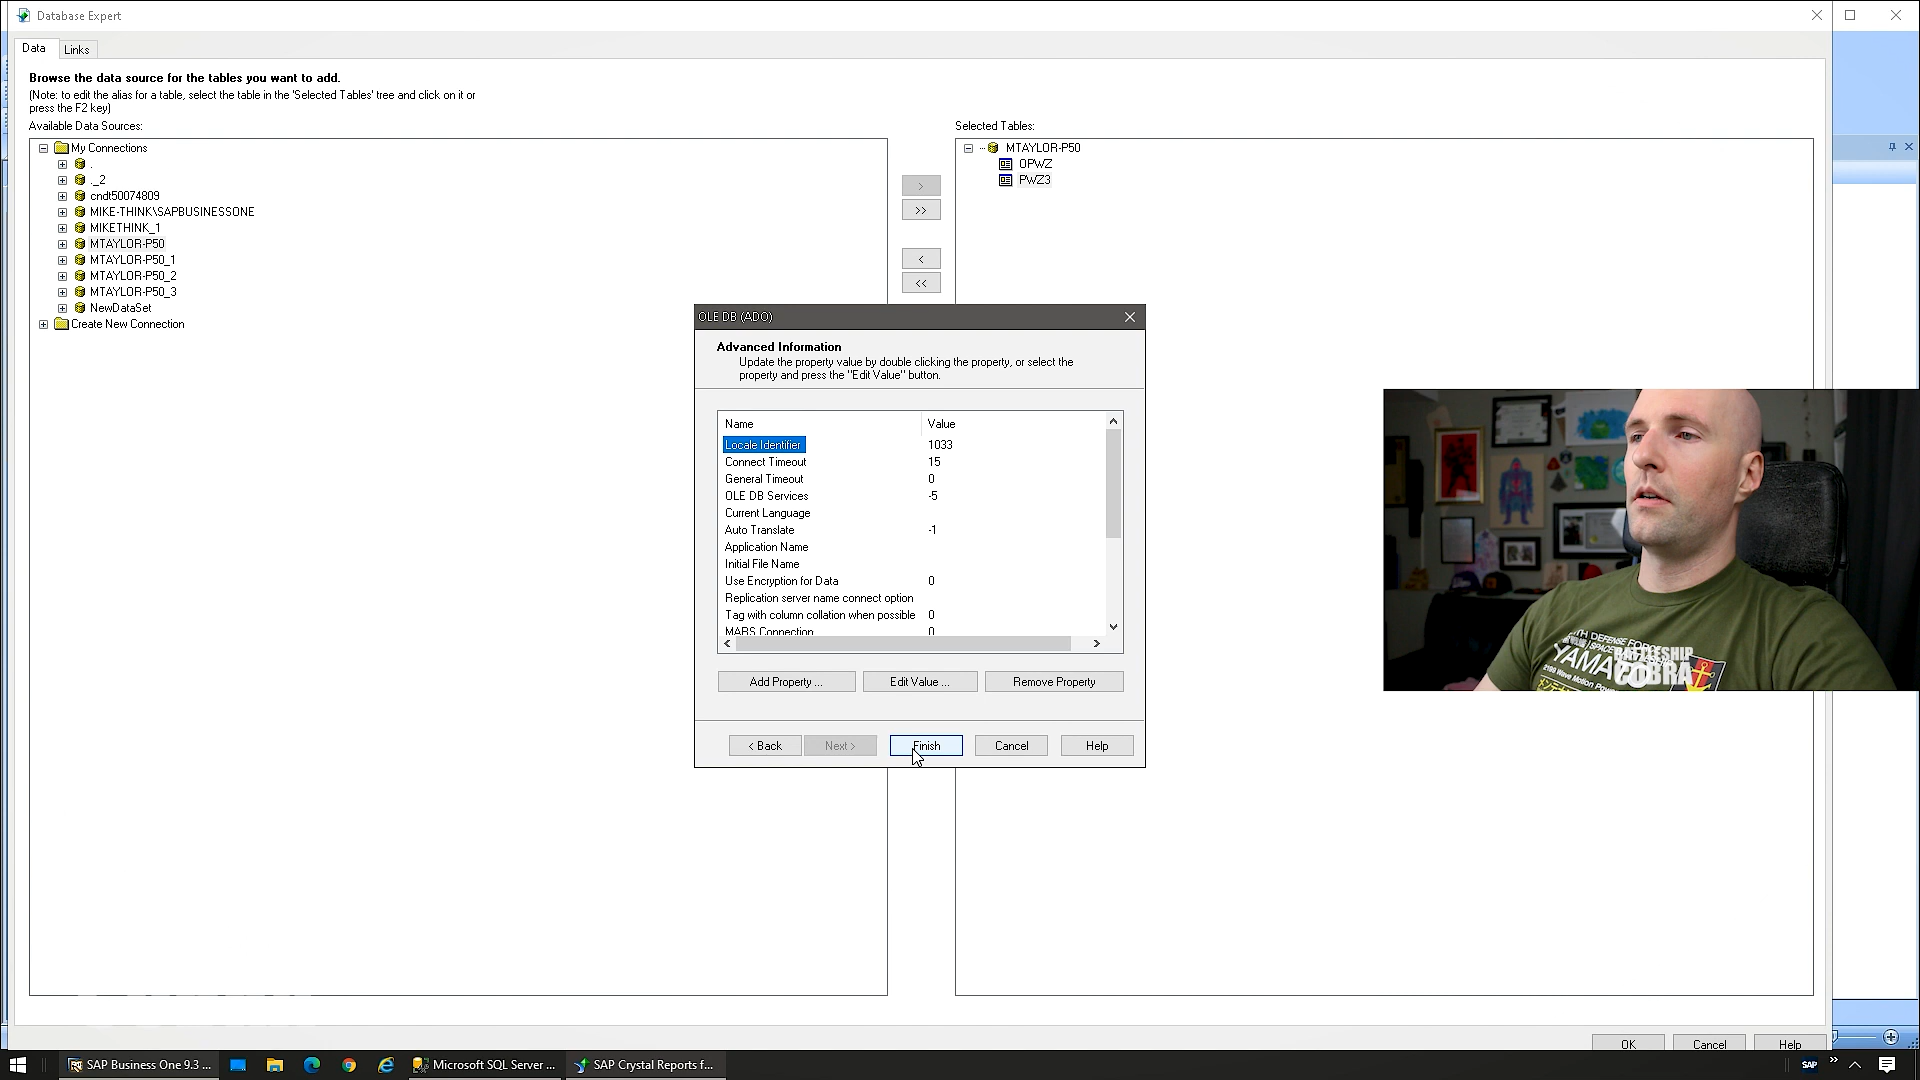 Database Expert
Data
Links
Browse the data source for the tables you want to add.
(Note: to edit the alias for a table, select the table in the 'Selected Tables' tree and click on it or
press the F2 key)
Available Data Sources:
Selected Tables:
My Connections
.
._2
cndt50074809
MIKE-THINK\SAPBUSINESSONE
MIKETHINK_1
MTAYLOR-P50
MTAYLOR-P50_1
MTAYLOR-P50_2
MTAYLOR-P50_3
NewDataSet
Create New Connection
>
>>
<
<<
MTAYLOR-P50
OPWZ
PWZ3
OLE DB (ADO)
Advanced Information
Update the property value by double clicking the property, or select the
property and press the "Edit Value" button.
Name Value
Locale Identifier 1033
Connect Timeout 15
General Timeout 0
OLE DB Services -5
Current Language
Auto Translate -1
Application Name
Initial File Name
Use Encryption for Data 0
Replication server name connect option
Tag with column collation when possible 0
MARS Connection 0
Add Property ...
Edit Value ...
Remove Property
< Back
Next >
Finish
Cancel
Help
BATTLESHIP
COBRA
OK
Cancel
Help
SAP Business One 9.3 ...
Microsoft SQL Server ...
SAP Crystal Reports f...
SAP